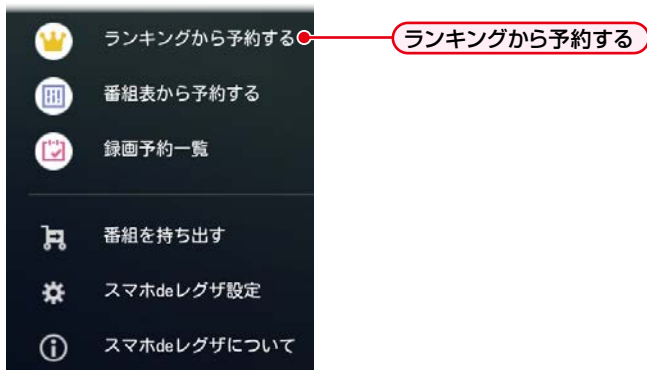 ランキングから予約する
ランキングから予約する
番組表から予約する
録画予約一覧
番組を持ち出す
スマホdeレグザ設定
スマホdeレグザについて